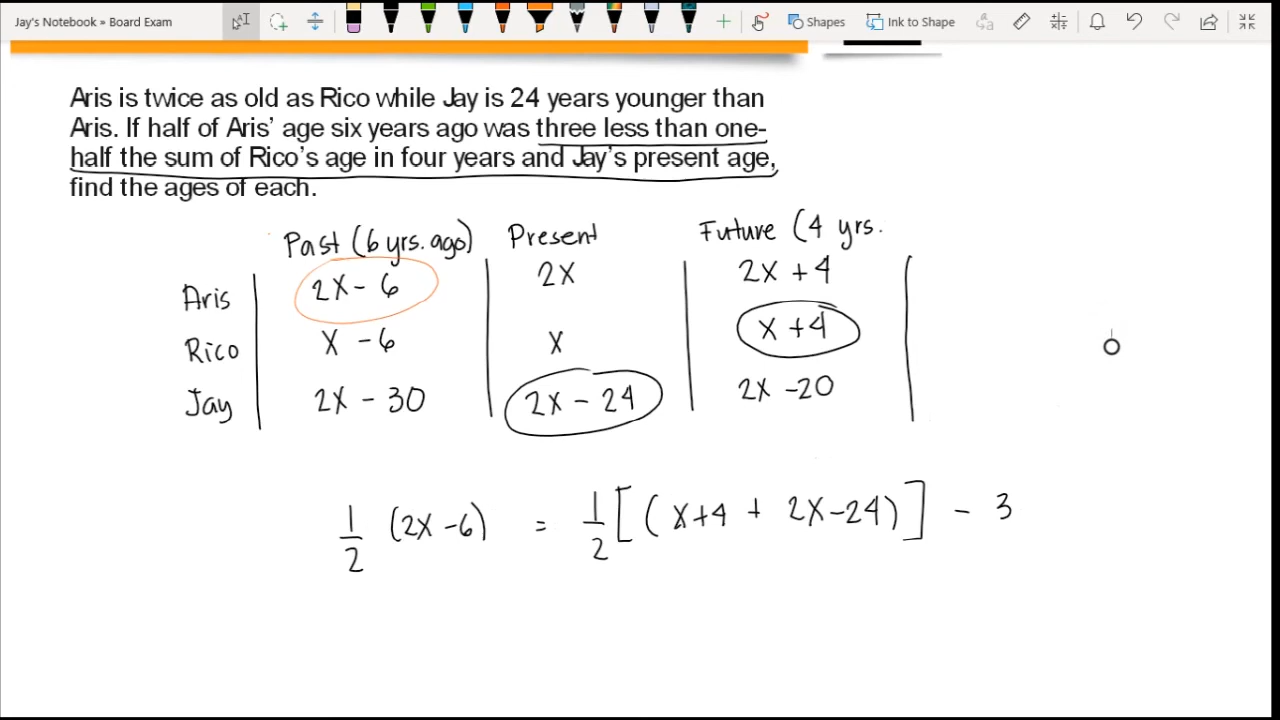 Jay's Notebook » Board Exam
Shapes
Ink to Shape
Aris is twice as old as Rico while Jay is 24 years younger than
Aris. If half of Aris' age six years ago was three less than one-
half the sum of Rico's age in four years and Jay's present age,
find the ages of each.
Past (6 yrs. ago) Present Future (4 yrs.
Aris 2x - 6 2x 2x + 4
Rico x - 6 x x + 4
Jay 2x - 30 2x - 24 2x - 20
1/2 (2x - 6) = 1/2 [(x + 4 + 2x - 24)] - 3